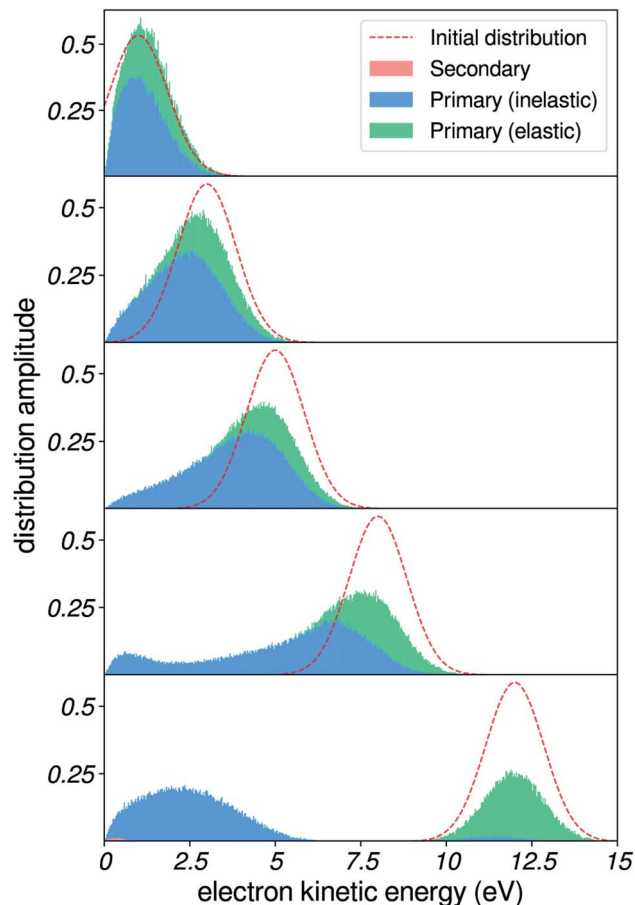 Initial distribution
Secondary
Primary (inelastic)
Primary (elastic)
0.5
0.25
0.5
0.25
0.5
0.25
0.5
0.25
0.5
0.25
distribution amplitude
0 2.5 5 7.5 10 12.5 15
electron kinetic energy (eV)